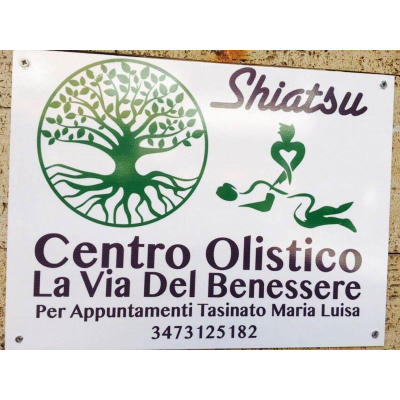 Shiatsu
Centro Olistico
La Via Del Benessere
Per Appuntamenti Tasinato Maria Luisa
3473125182